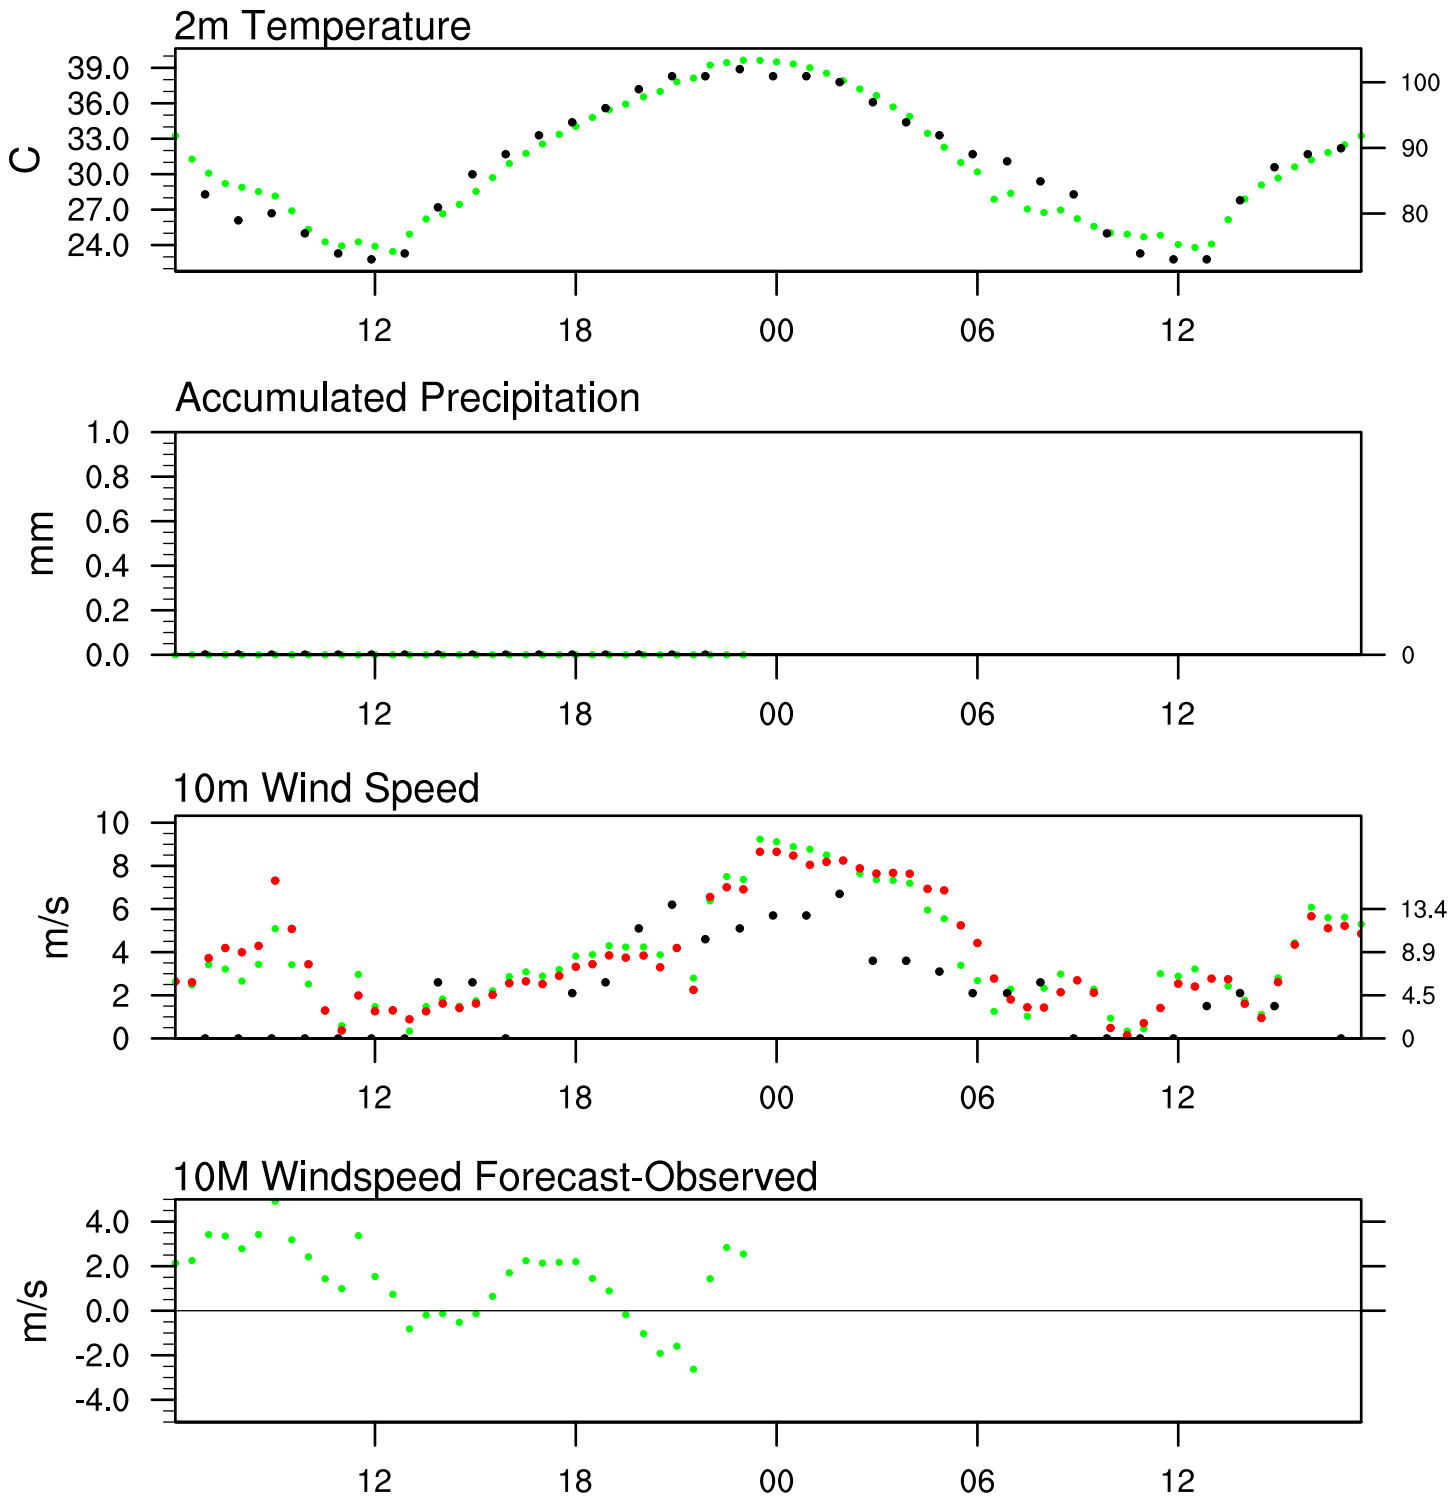 2m Temperature
C
39.0
36.0
33.0
30.0
27.0
24.0
100
90
80
12 18 00 06 12
Accumulated Precipitation
mm
1.0
0.8
0.6
0.4
0.2
0.0
0
12 18 00 06 12
10m Wind Speed
m/s
10
8
6
4
2
0
13.4
8.9
4.5
0
12 18 00 06 12
10M Windspeed Forecast-Observed
m/s
4.0
2.0
0.0
-2.0
-4.0
12 18 00 06 12